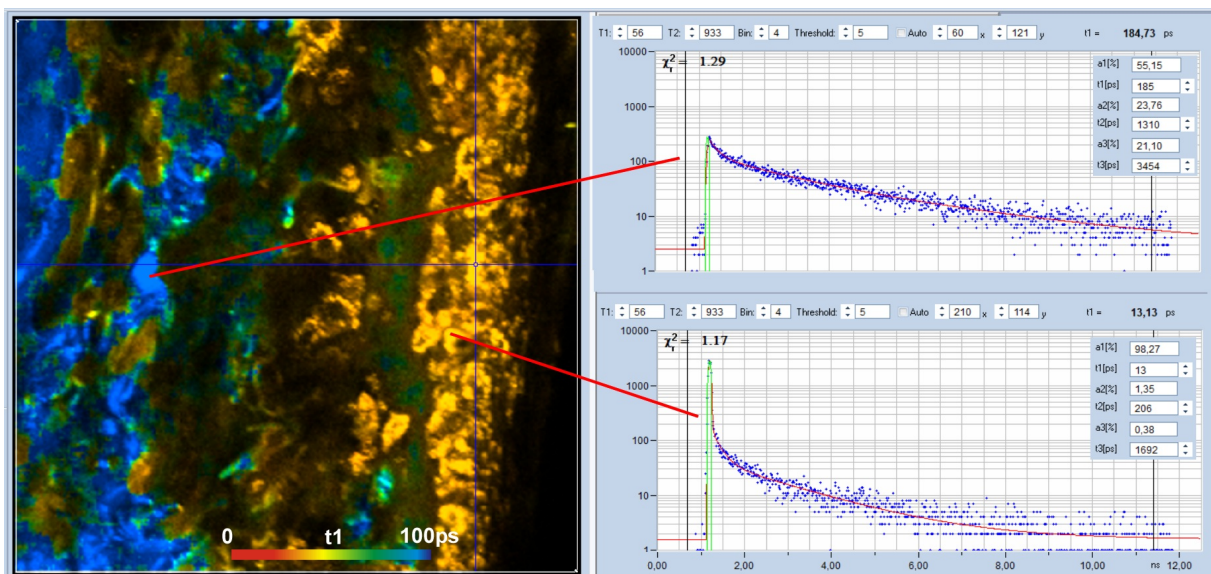 0 t1 100ps
T1: 56 T2: 933 Bin: 4 Threshold: 5 Auto 60 x 121 y t1 = 184,73 ps
10000
1000
100
10
1
χr² = 1.29
a1[%] 55,15
t1[ps] 185
a2[%] 23,76
t2[ps] 1310
a3[%] 21,10
t3[ps] 3454
T1: 56 T2: 933 Bin: 4 Threshold: 5 Auto 210 x 114 y t1 = 13,13 ps
10000
1000
100
10
1
χr² = 1.17
a1[%] 98,27
t1[ps] 13
a2[%] 1,35
t2[ps] 206
a3[%] 0,38
t3[ps] 1692
0,00 2,00 4,00 6,00 8,00 10,00 ns 12,00